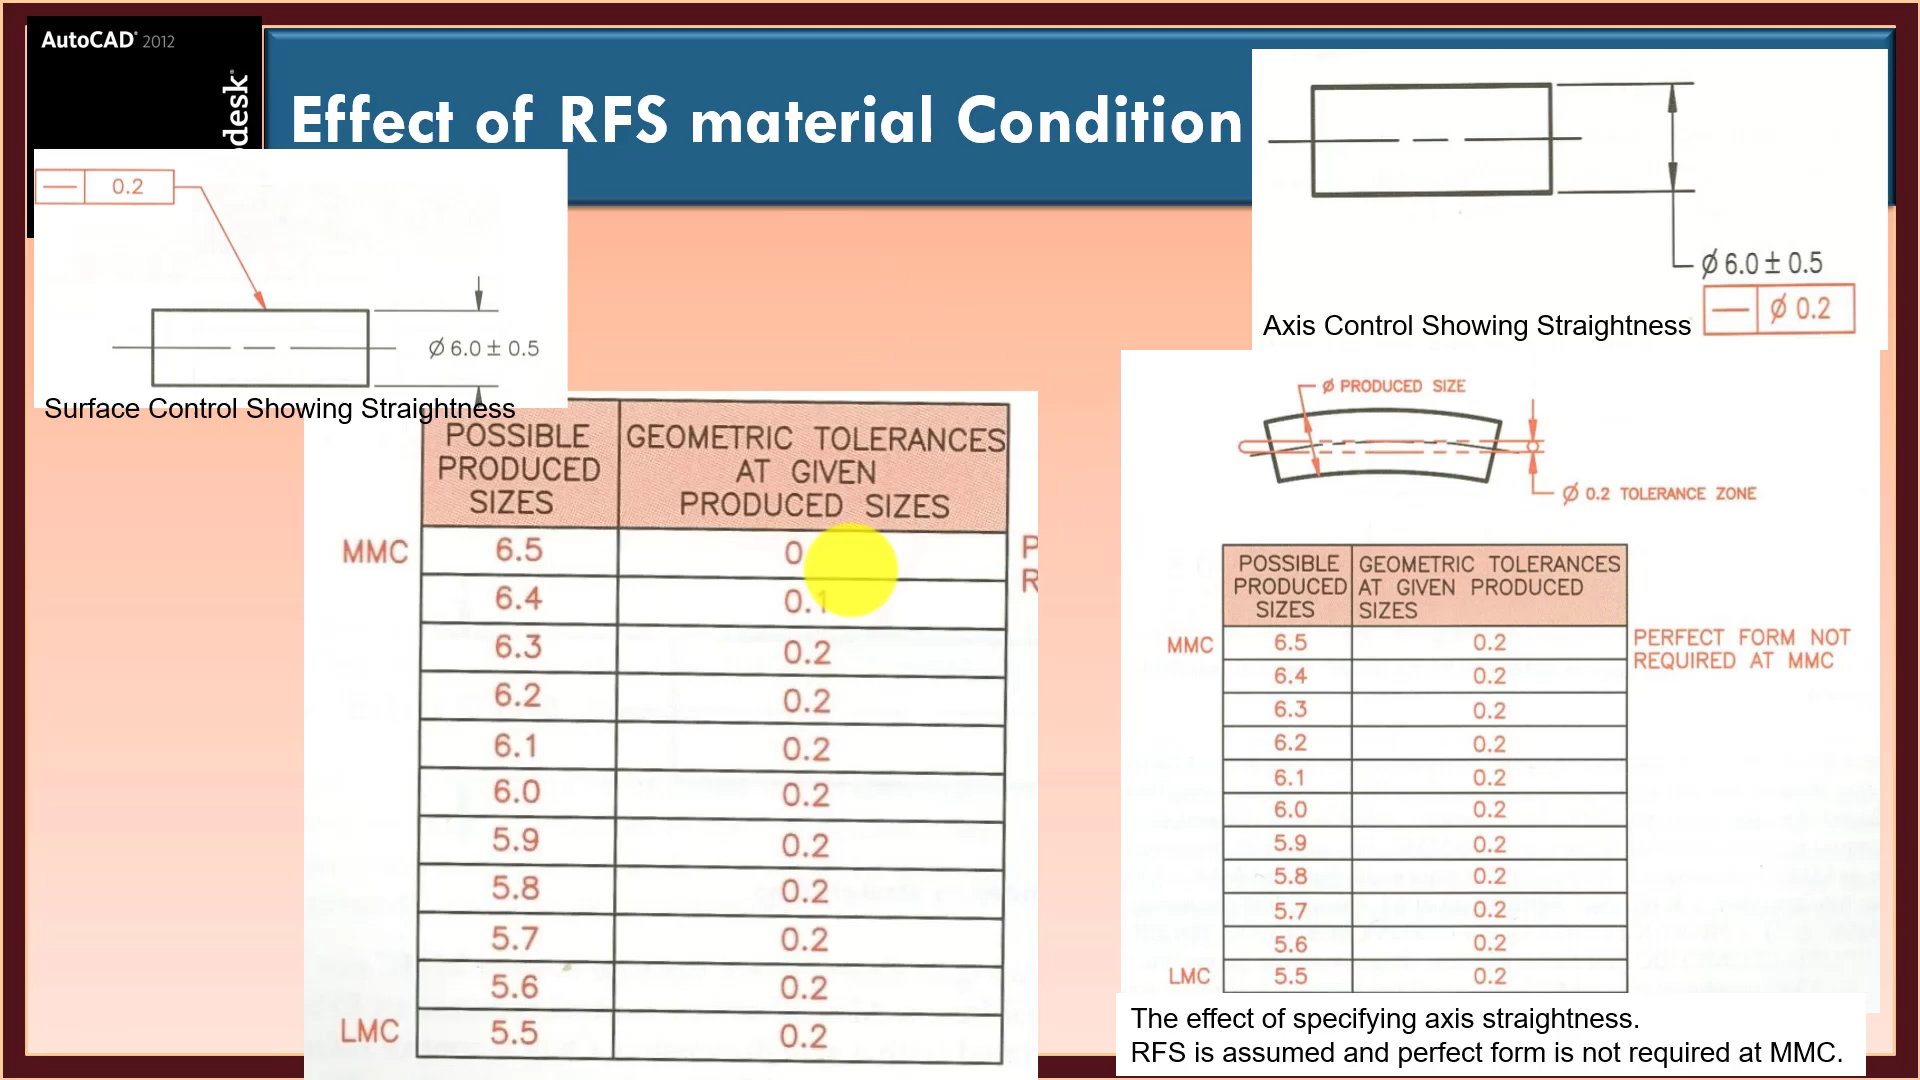 AutoCAD 2012
desk
Effect of RFS material Condition
— 0.2
Ø 6.0 ± 0.5
Surface Control Showing Straightness
Ø 6.0 ± 0.5
— Ø 0.2
Axis Control Showing Straightness
POSSIBLE PRODUCED SIZES
GEOMETRIC TOLERANCES AT GIVEN PRODUCED SIZES
MMC 6.5 0
6.4 0.1
6.3 0.2
6.2 0.2
6.1 0.2
6.0 0.2
5.9 0.2
5.8 0.2
5.7 0.2
5.6 0.2
LMC 5.5 0.2
P
R
Ø PRODUCED SIZE
Ø 0.2 TOLERANCE ZONE
POSSIBLE PRODUCED SIZES
GEOMETRIC TOLERANCES AT GIVEN PRODUCED SIZES
MMC 6.5 0.2
PERFECT FORM NOT
REQUIRED AT MMC
6.4 0.2
6.3 0.2
6.2 0.2
6.1 0.2
6.0 0.2
5.9 0.2
5.8 0.2
5.7 0.2
5.6 0.2
LMC 5.5 0.2
The effect of specifying axis straightness.
RFS is assumed and perfect form is not required at MMC.